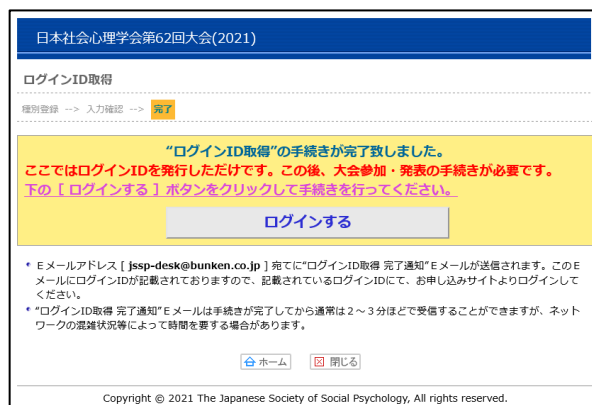 日本社会心理学会第62回大会(2021)
ログインID取得
種別登録 --> 入力確認 --> 完了
“ログインID取得”の手続きが完了致しました。
ここではログインIDを発行しただけです。この後、大会参加・発表の手続きが必要です。
下の [ ログインする ] ボタンをクリックして手続きを行ってください。
ログインする
• Eメールアドレス [ jssp-desk@bunken.co.jp ] 宛てに“ログインID取得 完了通知”Eメールが送信されます。このE
メールにログインIDが記載されておりますので、記載されているログインIDにて、お申し込みサイトよりログインして
ください。
• “ログインID取得 完了通知”Eメールは手続きが完了してから通常は2～3分ほどで受信することができますが、ネット
ワークの混雑状況等によって時間を要する場合があります。
ホーム 閉じる
Copyright © 2021 The Japanese Society of Social Psychology, All rights reserved.